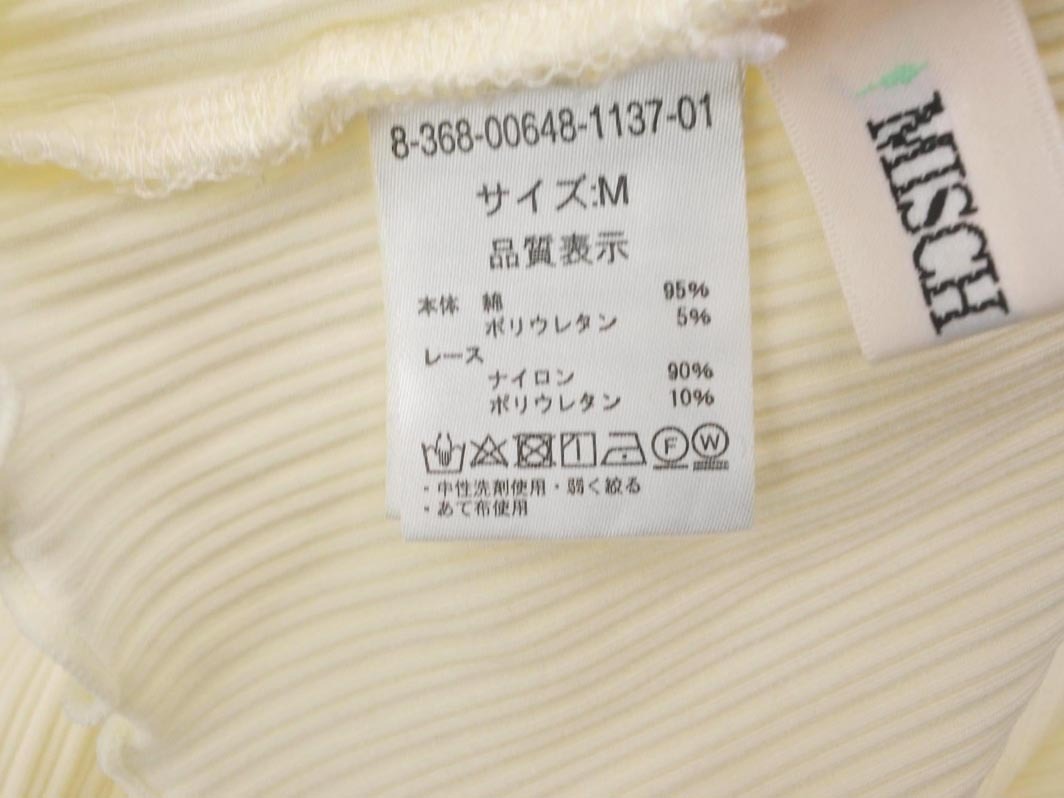 8-368-00648-1137-01
サイズ:M
品質表示
本体 綿 95%
ポリウレタン 5%
レース
ナイロン 90%
ポリウレタン 10%
F W
・中性洗剤使用・弱く絞る
・あて布使用
MISCH